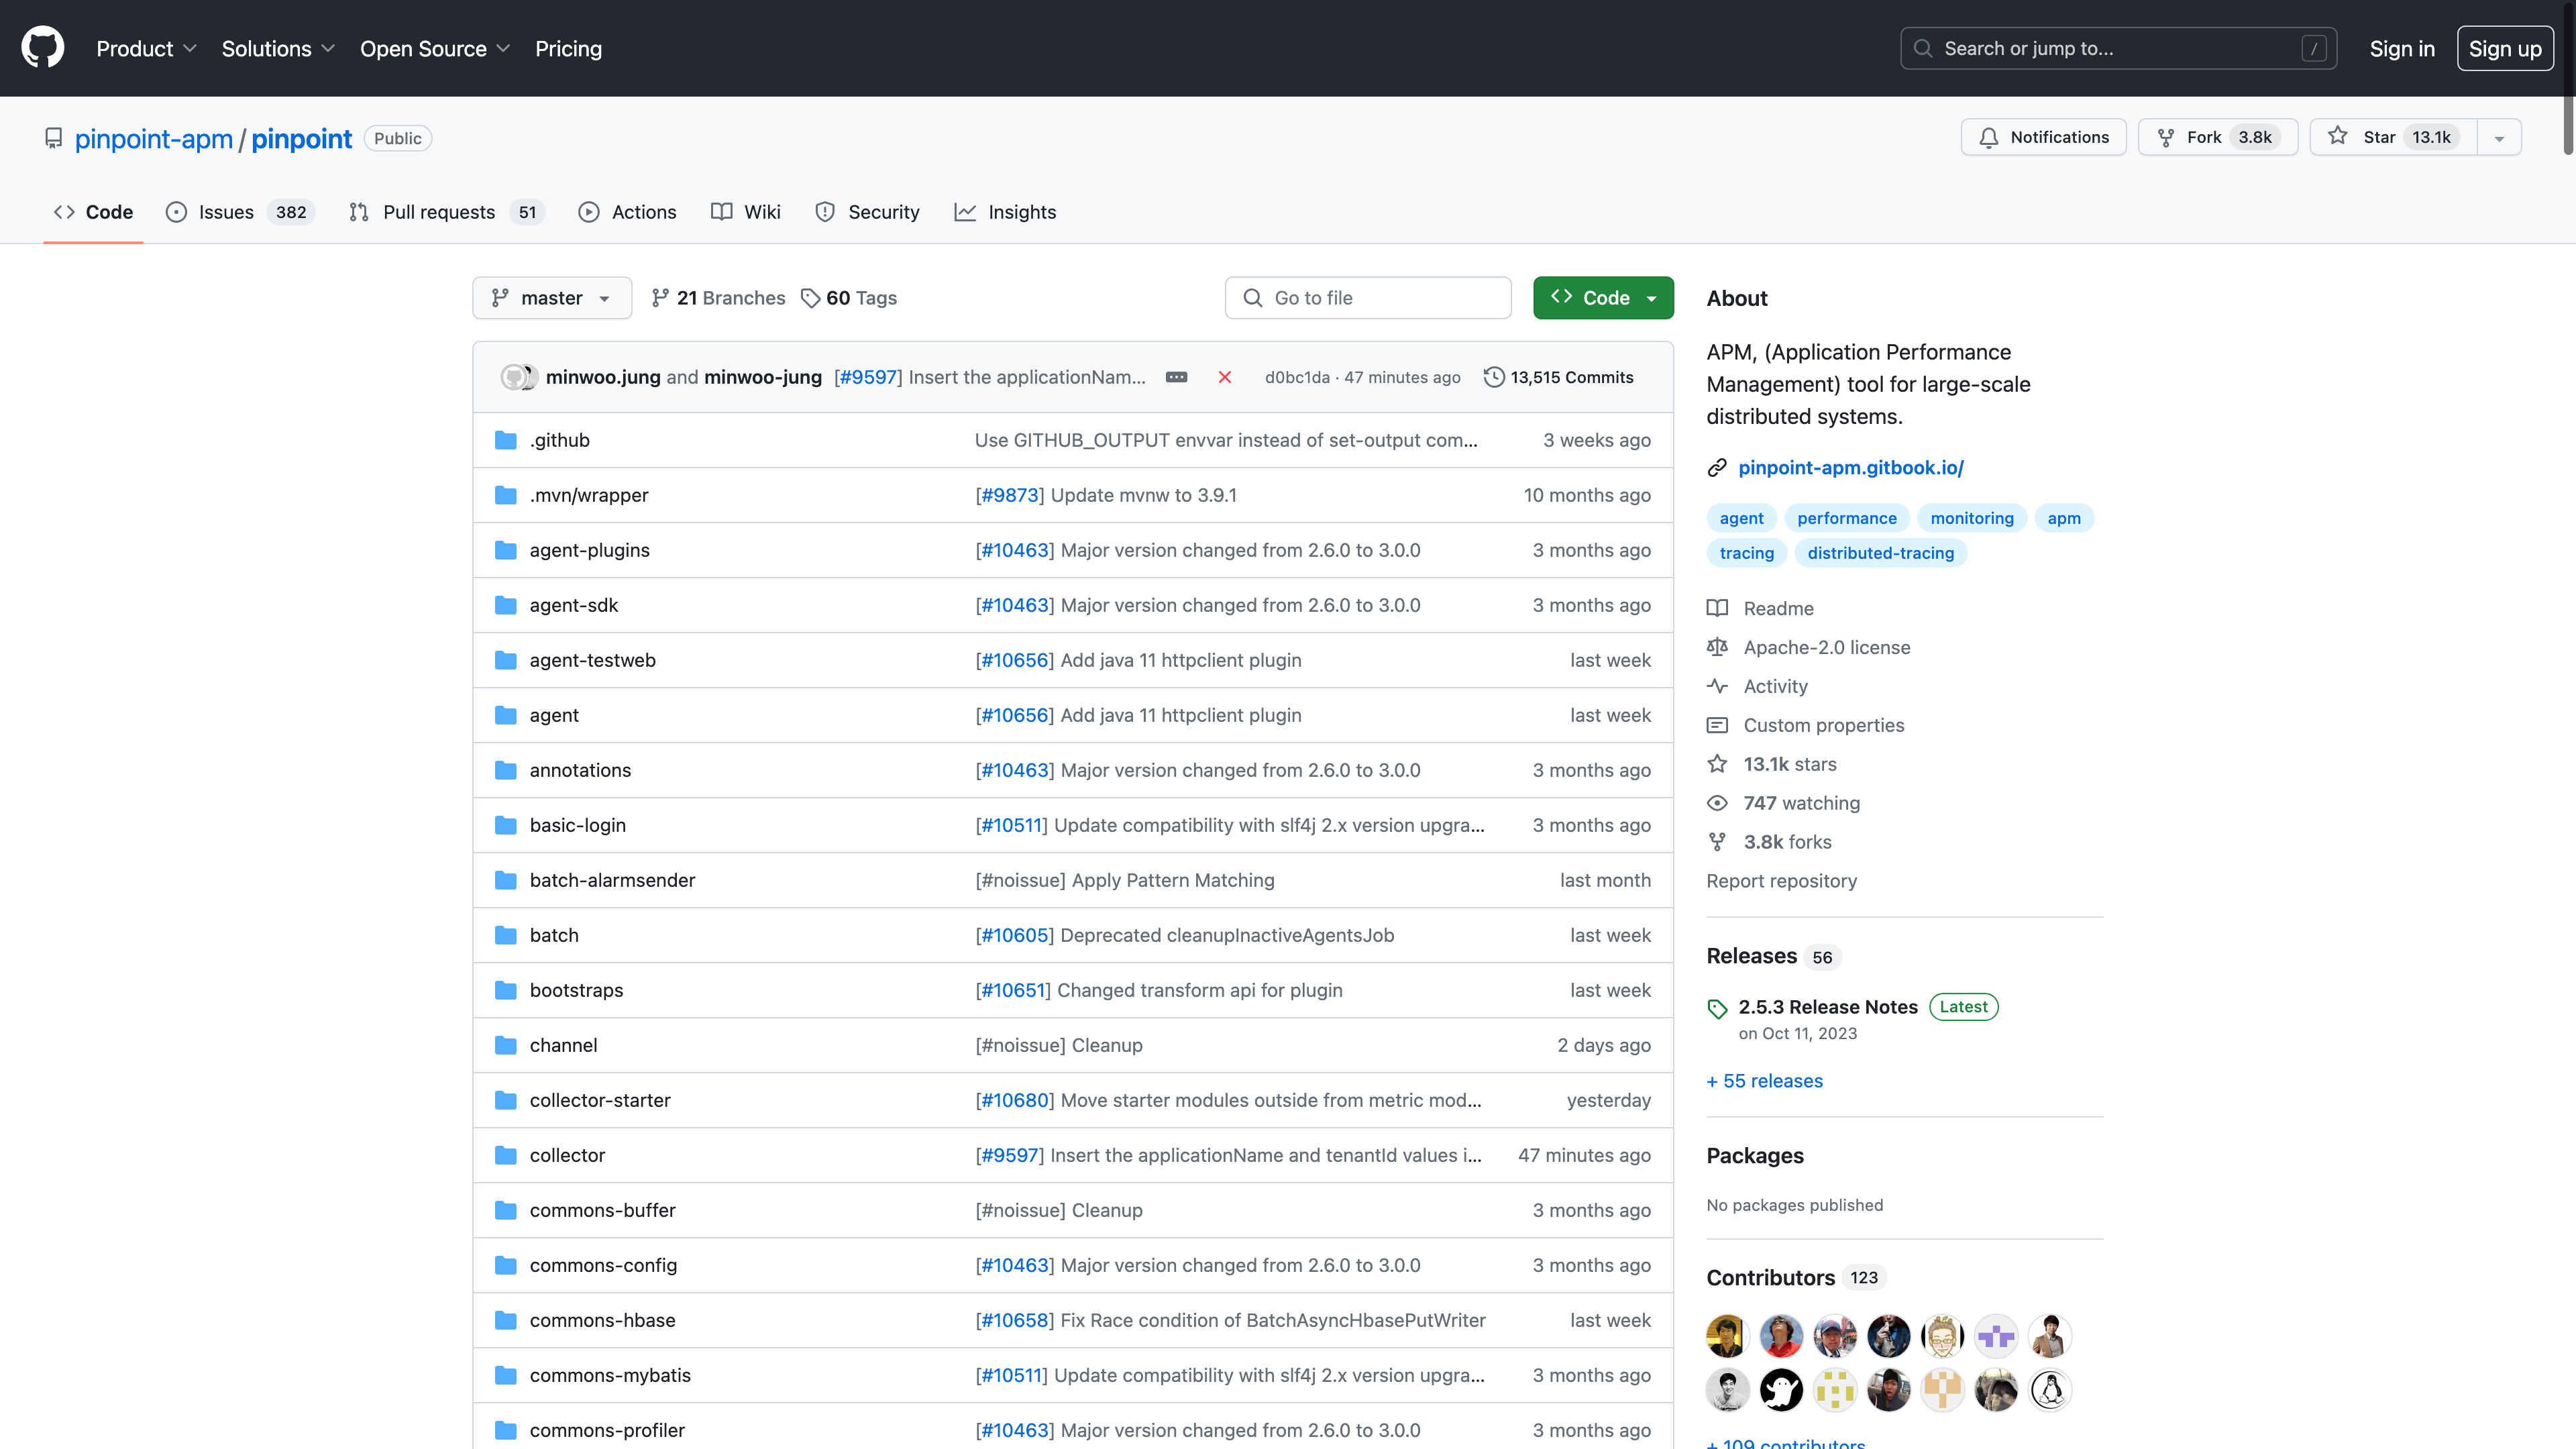 Product Solutions Open Source Pricing Search or jump to... / Sign in Sign up
pinpoint-apm / pinpoint Public Notifications Fork 3.8k Star 13.1k
Code Issues 382 Pull requests 51 Actions Wiki Security Insights
master 21 Branches 60 Tags Go to file Code
minwoo.jung and minwoo-jung [#9597] Insert the applicationNam... d0bc1da · 47 minutes ago 13,515 Commits
.github Use GITHUB_OUTPUT envvar instead of set-output com... 3 weeks ago
.mvn/wrapper [#9873] Update mvnw to 3.9.1 10 months ago
agent-plugins [#10463] Major version changed from 2.6.0 to 3.0.0 3 months ago
agent-sdk [#10463] Major version changed from 2.6.0 to 3.0.0 3 months ago
agent-testweb [#10656] Add java 11 httpclient plugin last week
agent [#10656] Add java 11 httpclient plugin last week
annotations [#10463] Major version changed from 2.6.0 to 3.0.0 3 months ago
basic-login [#10511] Update compatibility with slf4j 2.x version upgra... 3 months ago
batch-alarmsender [#noissue] Apply Pattern Matching last month
batch [#10605] Deprecated cleanupInactiveAgentsJob last week
bootstraps [#10651] Changed transform api for plugin last week
channel [#noissue] Cleanup 2 days ago
collector-starter [#10680] Move starter modules outside from metric mod... yesterday
collector [#9597] Insert the applicationName and tenantId values i... 47 minutes ago
commons-buffer [#noissue] Cleanup 3 months ago
commons-config [#10463] Major version changed from 2.6.0 to 3.0.0 3 months ago
commons-hbase [#10658] Fix Race condition of BatchAsyncHbasePutWriter last week
commons-mybatis [#10511] Update compatibility with slf4j 2.x version upgra... 3 months ago
commons-profiler [#10463] Major version changed from 2.6.0 to 3.0.0 3 months ago
About
APM, (Application Performance
Management) tool for large-scale
distributed systems.
pinpoint-apm.gitbook.io/
agent performance monitoring apm
tracing distributed-tracing
Readme
Apache-2.0 license
Activity
Custom properties
13.1k stars
747 watching
3.8k forks
Report repository
Releases 56
2.5.3 Release Notes Latest
on Oct 11, 2023
+ 55 releases
Packages
No packages published
Contributors 123
+ 109 contributors